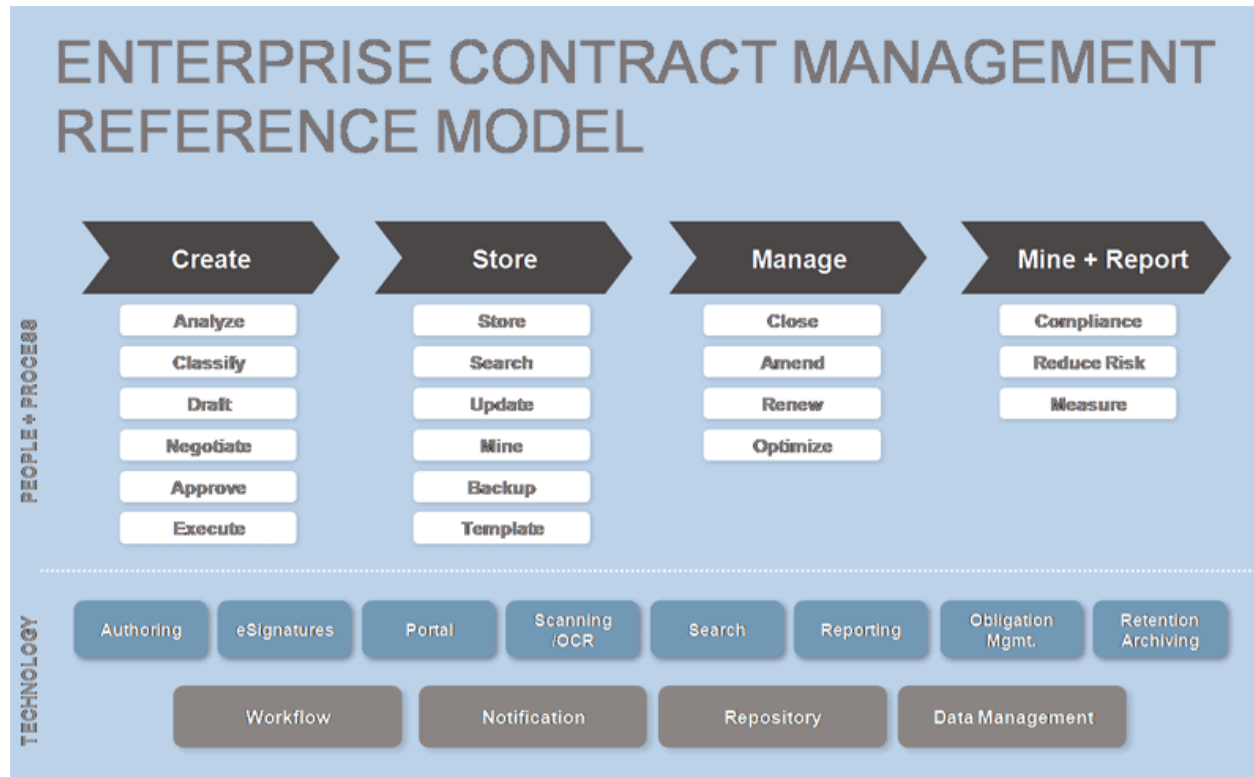 ENTERPRISE CONTRACT MANAGEMENT
REFERENCE MODEL
Create
Store
Manage
Mine + Report
PEOPLE + PROCESS
Analyze
Classify
Draft
Negotiate
Approve
Execute
Store
Search
Update
Mine
Backup
Template
Close
Amend
Renew
Optimize
Compliance
Reduce Risk
Measure
TECHNOLOGY
Authoring
eSignatures
Portal
Scanning
/OCR
Search
Reporting
Obligation
Mgmt.
Retention
Archiving
Workflow
Notification
Repository
Data Management